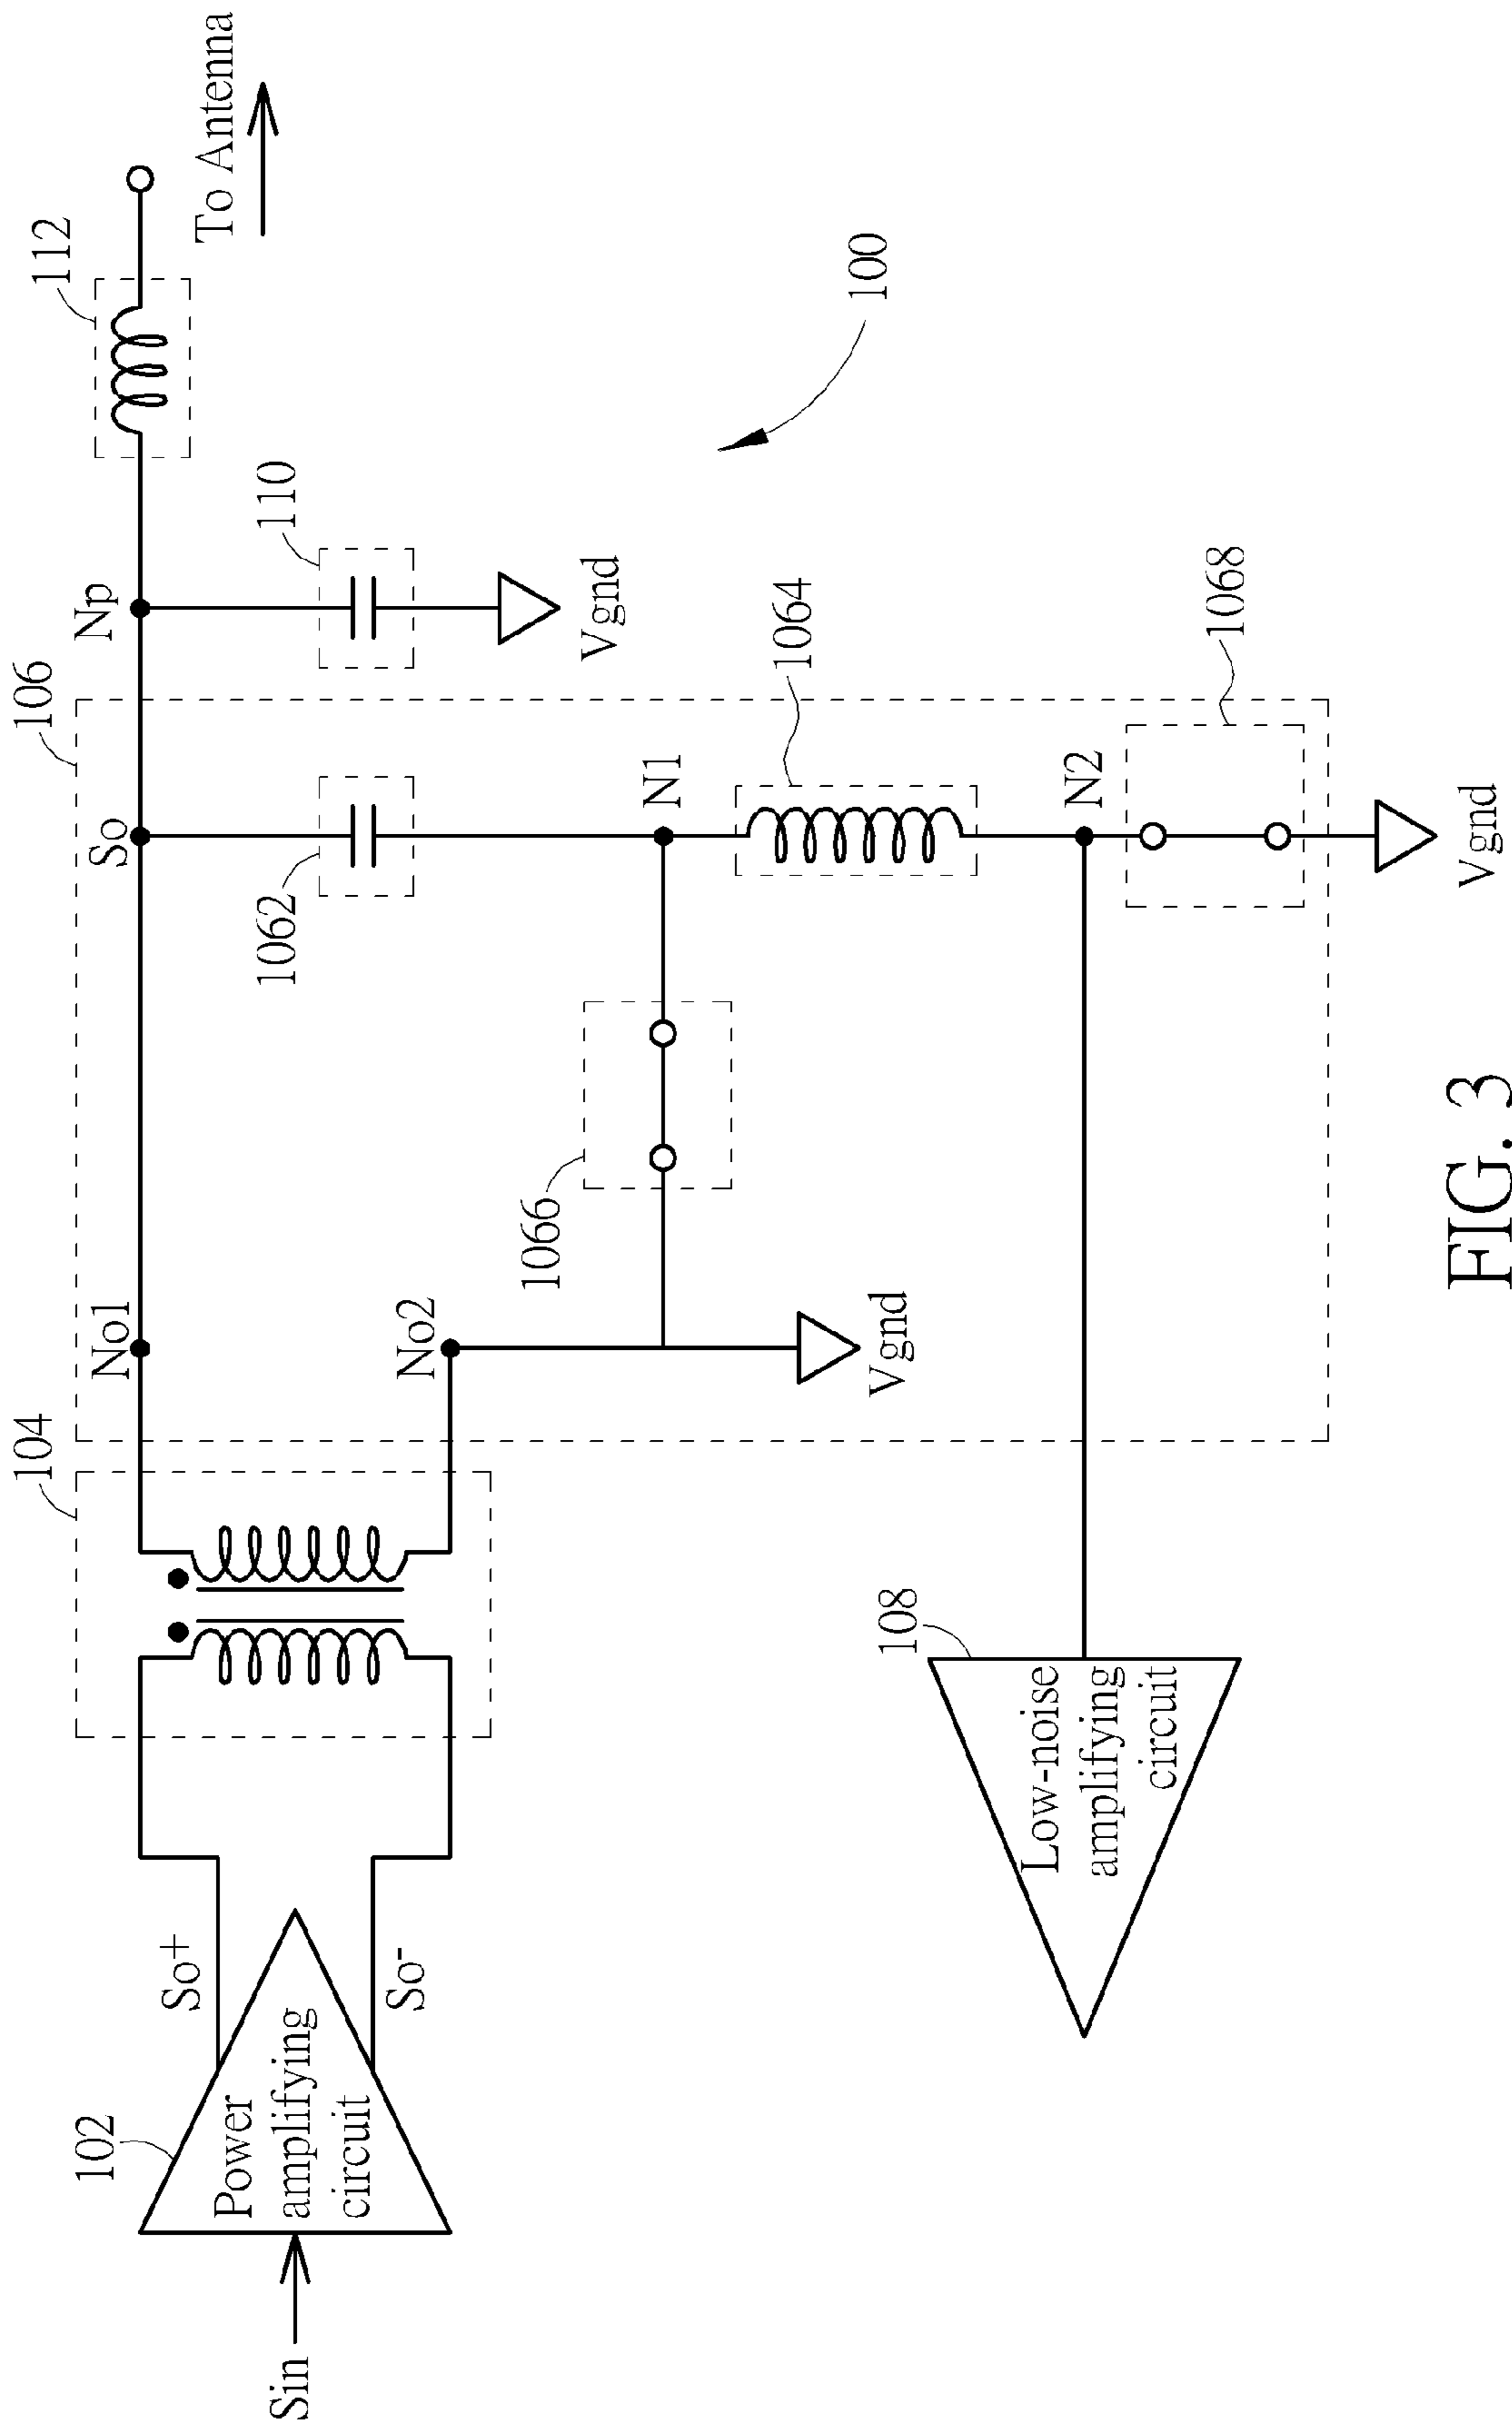 104
106
112
No1
So
Np
To Antenna
102
So+
1062
110
Sin
Power
amplifying
circuit
So-
No2
Vgnd
1066
N1
100
Vgnd
1064
108
Low-noise
amplifying
circuit
N2
1068
Vgnd
FIG. 3